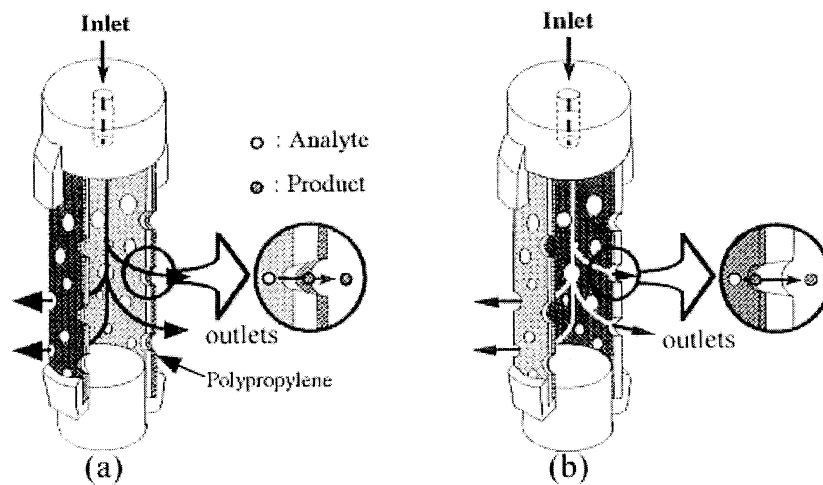 Inlet
Inlet
: Analyte
: Product
outlets
outlets
Polypropylene
(a)
(b)